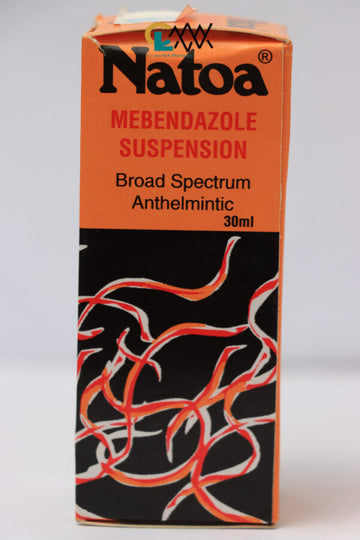 Natoa®
MEBENDAZOLE
SUSPENSION
Broad Spectrum
Anthelmintic
30ml